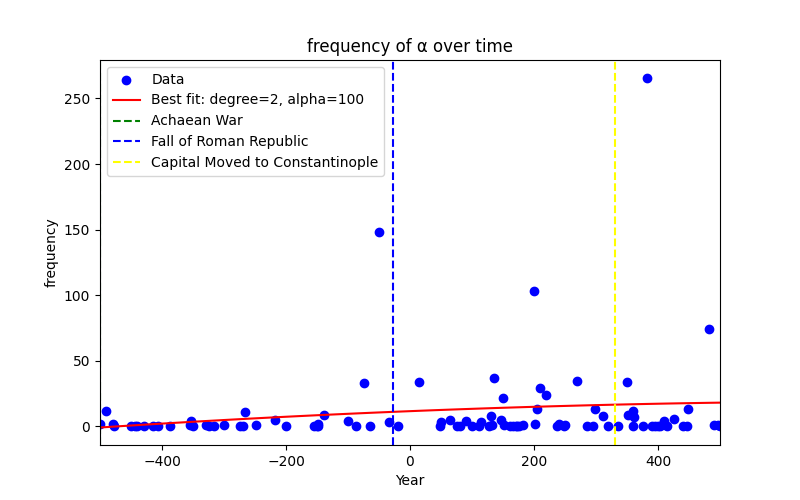 frequency of α over time
Data
Best fit: degree=2, alpha=100
Achaean War
Fall of Roman Republic
Capital Moved to Constantinople
250
200
150
100
50
0
frequency
−400
−200
0
200
400
Year